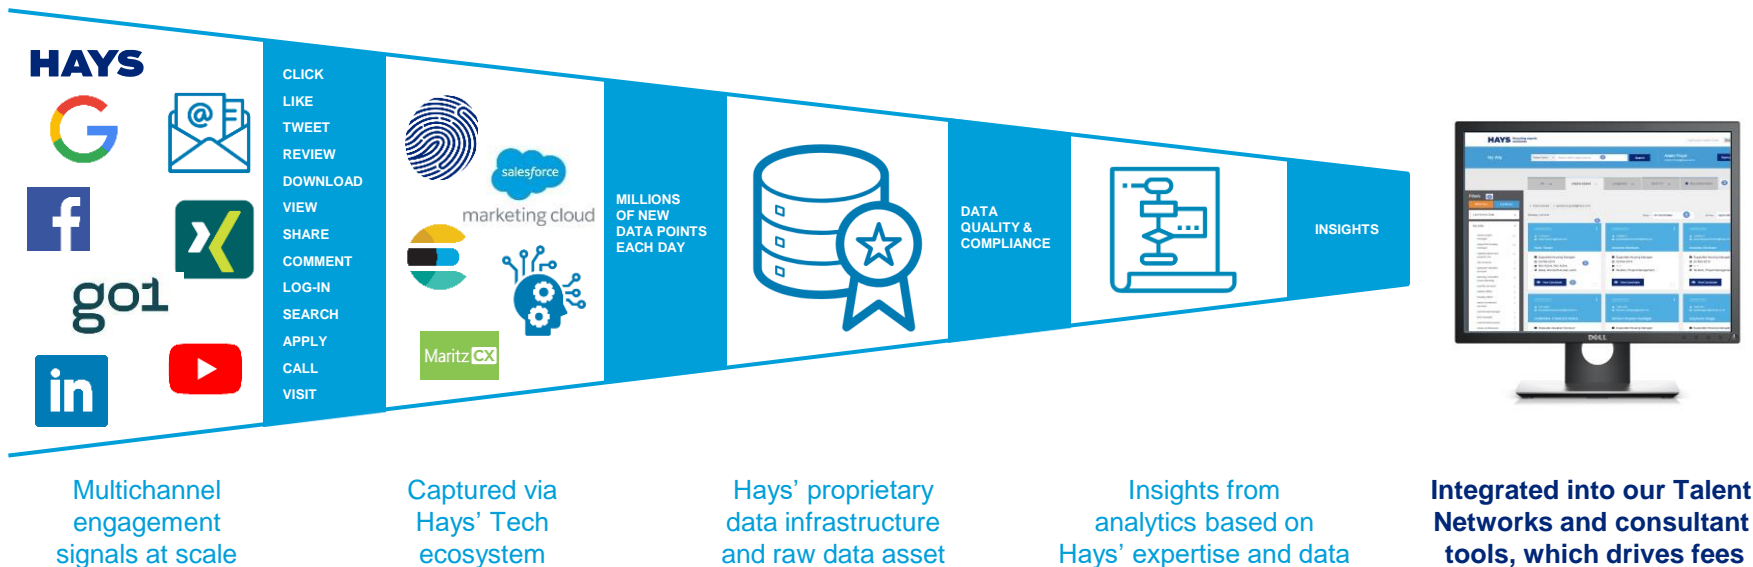 HAYS
go1
CLICK
LIKE
TWEET
REVIEW
DOWNLOAD
VIEW
SHARE
COMMENT
LOG-IN
SEARCH
APPLY
CALL
VISIT
salesforce
marketing cloud
Maritz CX
MILLIONS
OF NEW
DATA POINTS
EACH DAY
DATA
QUALITY &
COMPLIANCE
INSIGHTS
HAYS
DELL
Multichannel
engagement
signals at scale
Captured via
Hays’ Tech
ecosystem
Hays’ proprietary
data infrastructure
and raw data asset
Insights from
analytics based on
Hays’ expertise and data
Integrated into our Talent
Networks and consultant
tools, which drives fees